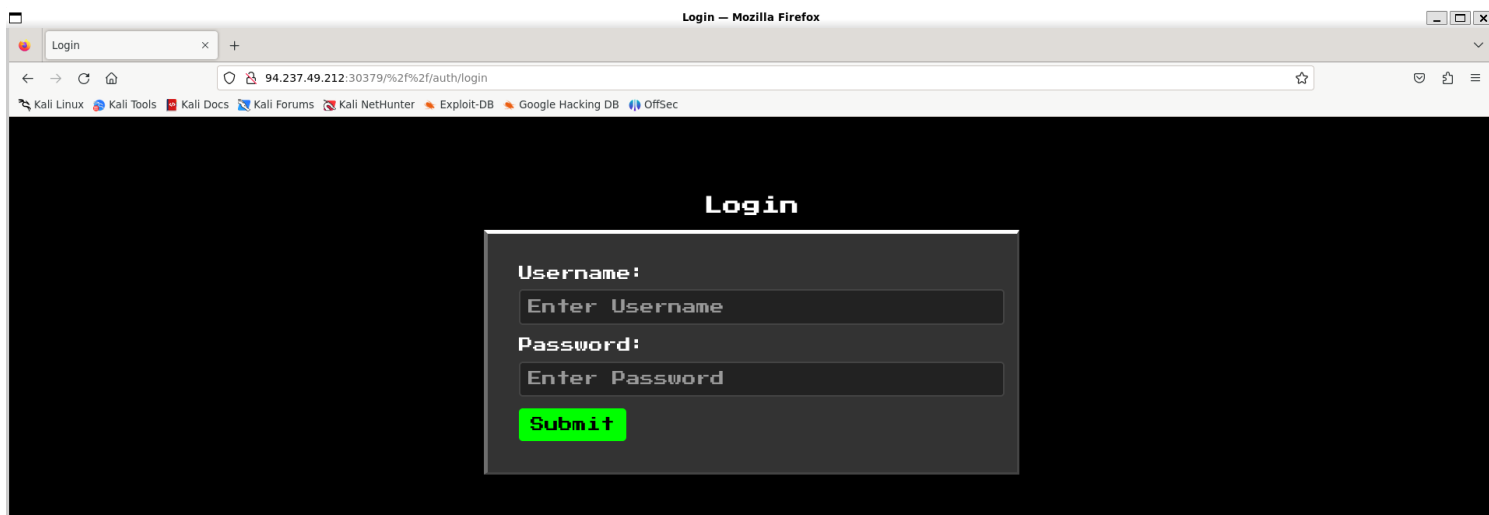 Login — Mozilla Firefox
Login
94.237.49.212:30379/%2f%2f/auth/login
Kali Linux Kali Tools Kali Docs Kali Forums Kali NetHunter Exploit-DB Google Hacking DB OffSec
Login
Username:
Enter Username
Password:
Enter Password
Submit